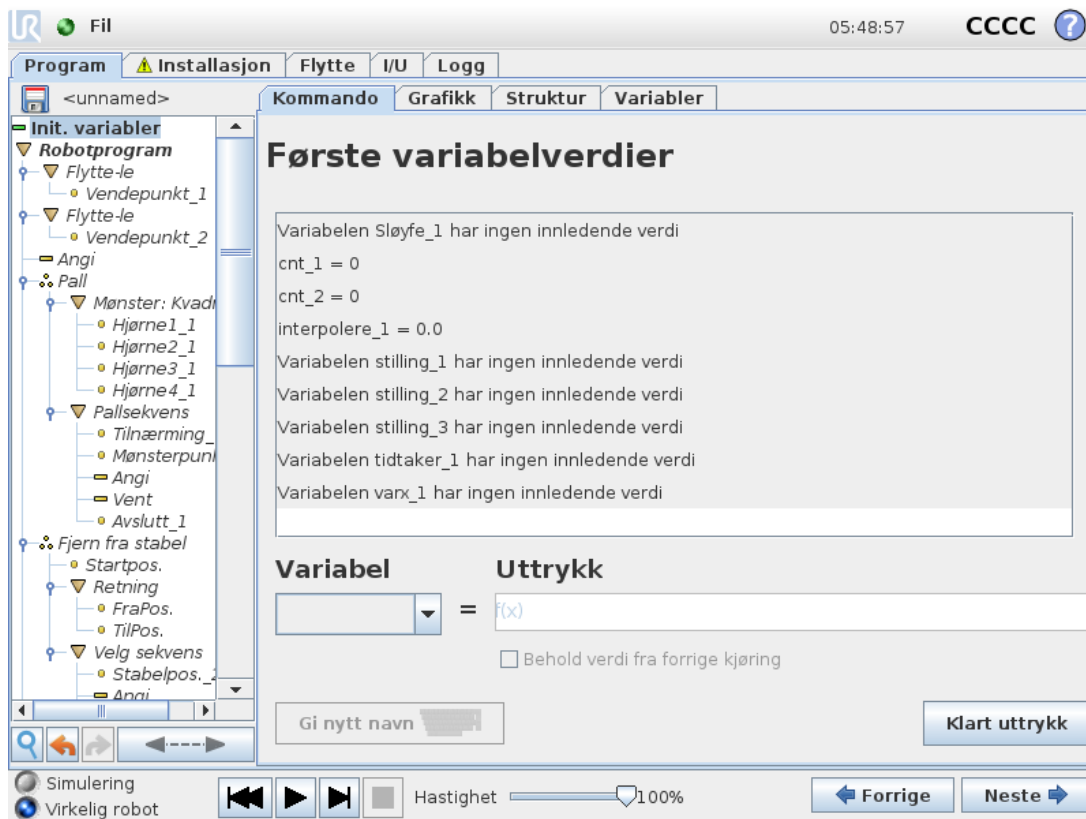 Fil
05:48:57
CCCC
?
Program
Installasjon
Flytte
I/U
Logg
<unnamed>
Kommando
Grafikk
Struktur
Variabler
Init. variabler
Robotprogram
Flytte-le
Vendepunkt_1
Flytte-le
Vendepunkt_2
Angi
Pall
Mønster: Kvadr
Hjørne1_1
Hjørne2_1
Hjørne3_1
Hjørne4_1
Pallsekvens
Tilnærming_
Mønsterpunl
Angi
Vent
Avslutt_1
Fjern fra stabel
Startpos.
Retning
FraPos.
TilPos.
Velg sekvens
Stabelpos._2
Angi
Første variabelverdier
Variabelen Sløyfe_1 har ingen innledende verdi
cnt_1 = 0
cnt_2 = 0
interpolere_1 = 0.0
Variabelen stilling_1 har ingen innledende verdi
Variabelen stilling_2 har ingen innledende verdi
Variabelen stilling_3 har ingen innledende verdi
Variabelen tidtaker_1 har ingen innledende verdi
Variabelen varx_1 har ingen innledende verdi
Variabel
Uttrykk
=
f(x)
Behold verdi fra forrige kjøring
Gi nytt navn
Klart uttrykk
Simulering
Virkelig robot
Hastighet
100%
Forrige
Neste